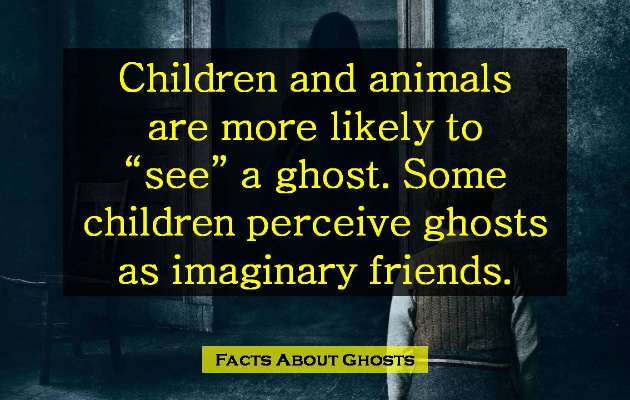 Children and animals
are more likely to
“see” a ghost. Some
children perceive ghosts
as imaginary friends.
Facts About Ghosts